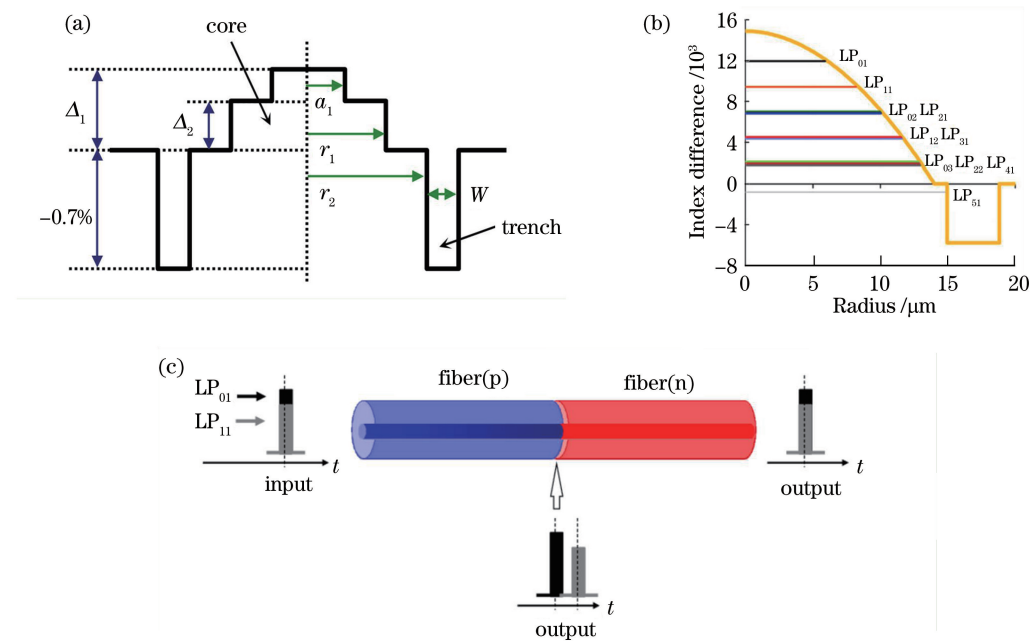 (a)
core
Δ₁
Δ₂
a₁
r₁
r₂
W
−0.7%
trench
(b)
Index difference /10³
16
12
8
4
0
−4
−8
LP₀₁
LP₁₁
LP₀₂ LP₂₁
LP₁₂ LP₃₁
LP₀₃ LP₂₂ LP₄₁
LP₅₁
0 5 10 15 20
Radius /μm
(c)
fiber(p)
fiber(n)
LP₀₁
LP₁₁
t
input
t
output
t
output